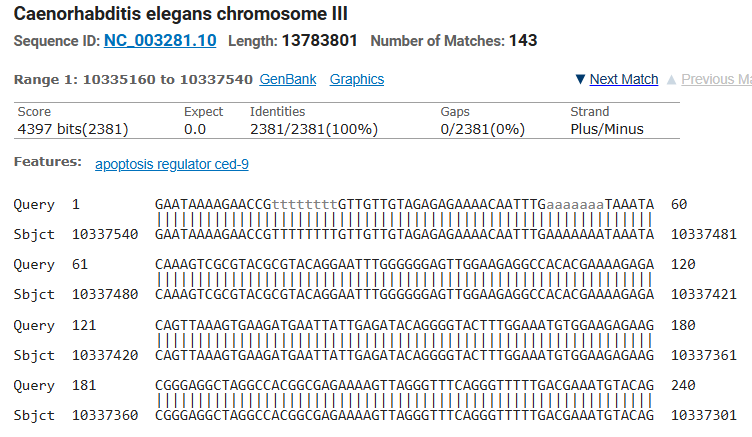 Caenorhabditis elegans chromosome III
Sequence ID: NC_003281.10 Length: 13783801 Number of Matches: 143
Range 1: 10335160 to 10337540 GenBank Graphics ▼ Next Match ▲ Previous Ma
Score Expect Identities Gaps Strand
4397 bits(2381) 0.0 2381/2381(100%) 0/2381(0%) Plus/Minus
Features: apoptosis regulator ced-9
Query 1 GAATAAAAGAACCGttttttttGTTGTTGTAGAGAGAAAACAATTTGaaaaaaaTAAATA 60
Sbjct 10337540 GAATAAAAGAACCGTTTTTTTTGTTGTTGTAGAGAGAAAACAATTTGAAAAAAATAAATA 10337481
Query 61 CAAAGTCGCGTACGCGTACAGGAATTTGGGGGGAGTTGGAAGAGGCCACACGAAAAGAGA 120
Sbjct 10337480 CAAAGTCGCGTACGCGTACAGGAATTTGGGGGGAGTTGGAAGAGGCCACACGAAAAGAGA 10337421
Query 121 CAGTTAAAGTGAAGATGAATTATTGAGATACAGGGGTACTTTGGAAATGTGGAAGAGAAG 180
Sbjct 10337420 CAGTTAAAGTGAAGATGAATTATTGAGATACAGGGGTACTTTGGAAATGTGGAAGAGAAG 10337361
Query 181 CGGGAGGCTAGGCCACGGCGAGAAAAGTTAGGGTTTCAGGGTTTTTGACGAAATGTACAG 240
Sbjct 10337360 CGGGAGGCTAGGCCACGGCGAGAAAAGTTAGGGTTTCAGGGTTTTTGACGAAATGTACAG 10337301